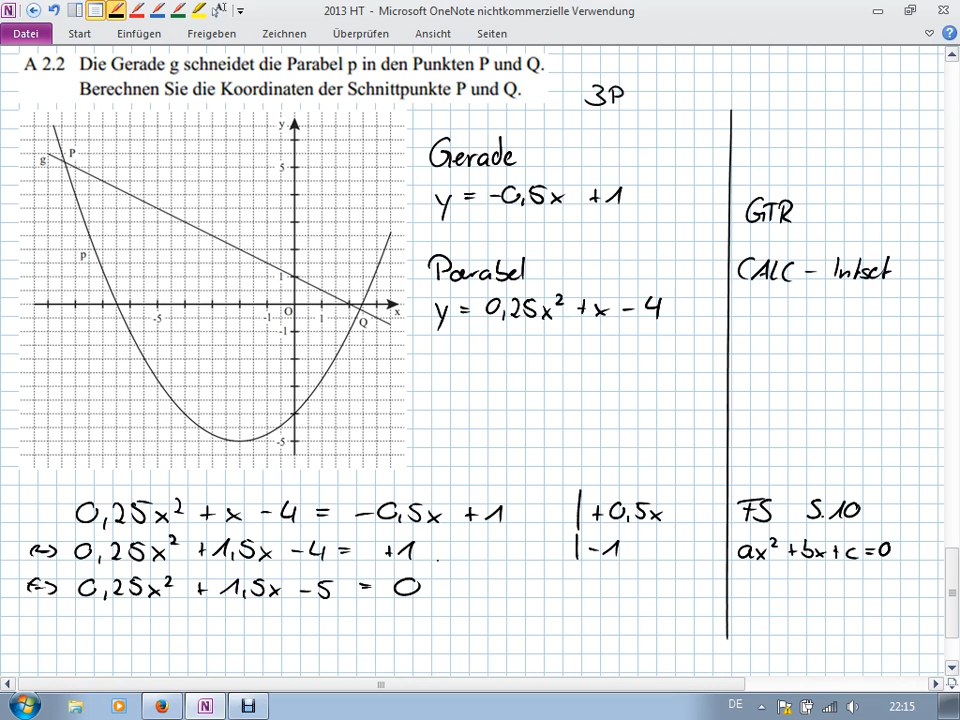 2013 HT - Microsoft OneNote nichtkommerzielle Verwendung
Datei Start Einfügen Freigeben Zeichnen Überprüfen Ansicht Seiten
A 2.2 Die Gerade g schneidet die Parabel p in den Punkten P und Q.
Berechnen Sie die Koordinaten der Schnittpunkte P und Q.
3P
y
g
P
5
p
1
-5
-1
O
1
x
-1
Q
-5
Gerade
y = -0,5x + 1
Parabel
y = 0,25x² + x - 4
GTR
CALC - Intsct
0,25x² + x - 4 = -0,5x + 1 | +0,5x
⇔ 0,25x² + 1,5x - 4 = +1 | -1
⇔ 0,25x² + 1,5x - 5 = 0
FS S.10
ax² + bx + c = 0
DE
22:15